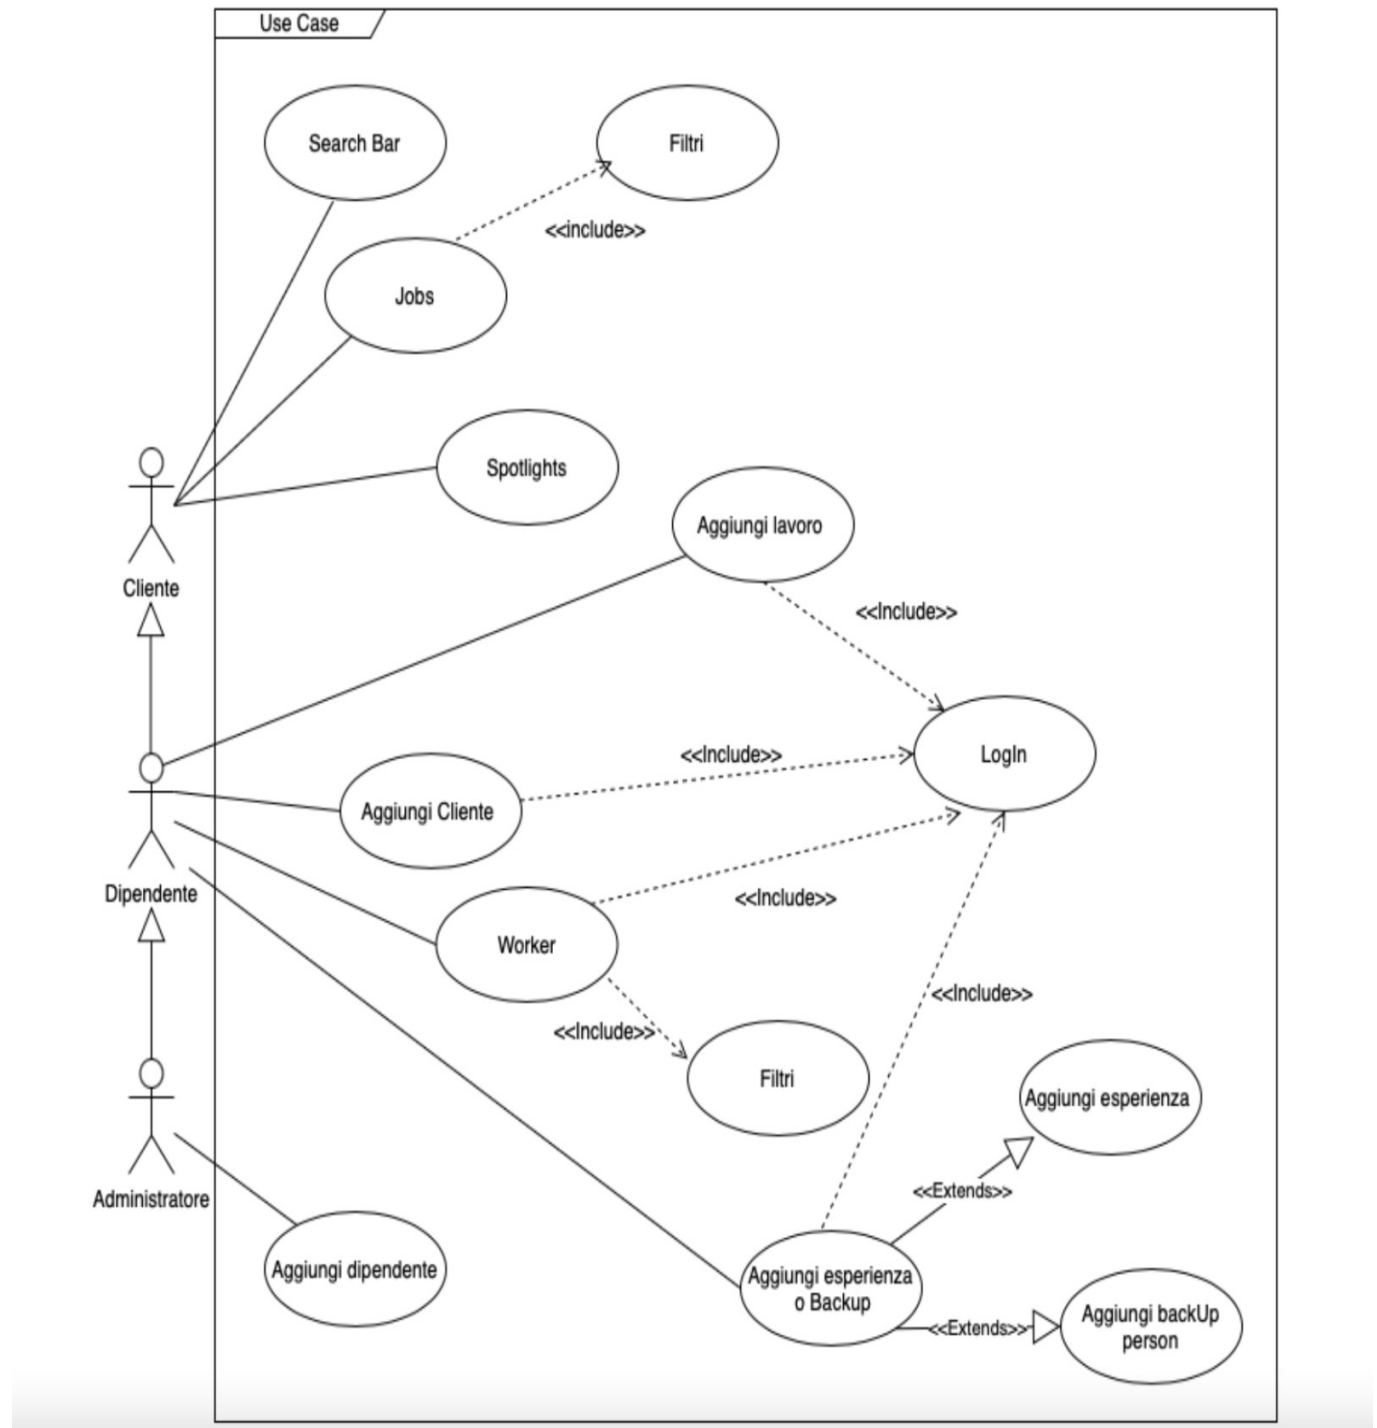 Use Case
Search Bar
Filtri
<<include>>
Jobs
Spotlights
Aggiungi lavoro
Cliente
<<Include>>
<<Include>>
LogIn
Aggiungi Cliente
Dipendente
<<Include>>
Worker
<<Include>>
<<Include>>
Filtri
Aggiungi esperienza
<<Extends>>
Administratore
Aggiungi dipendente
Aggiungi esperienza
o Backup
<<Extends>>
Aggiungi backUp
person